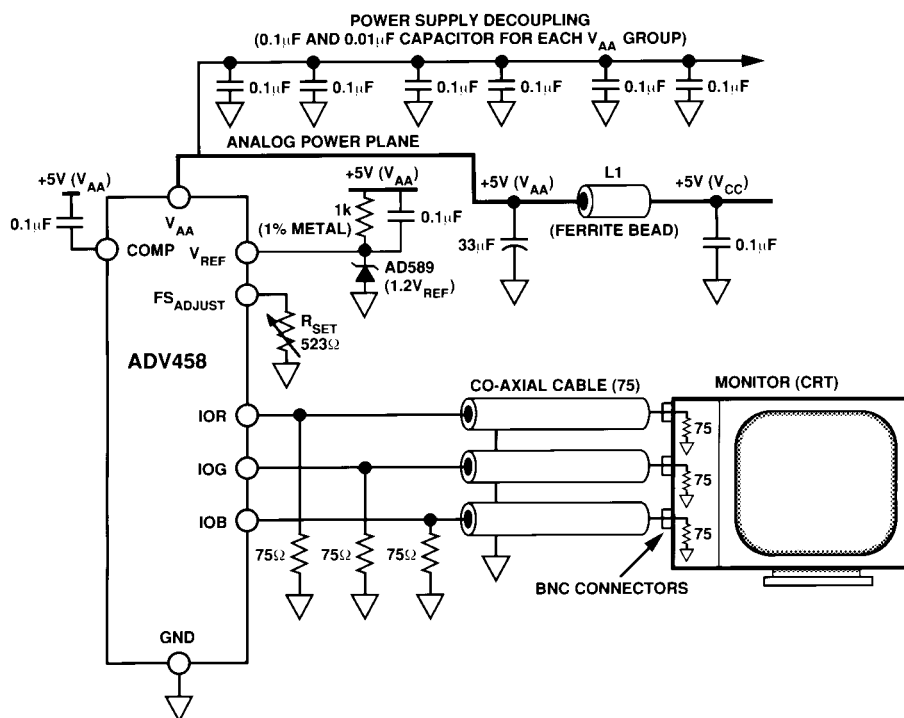 POWER SUPPLY DECOUPLING
(0.1µF AND 0.01µF CAPACITOR FOR EACH VAA GROUP)
0.1µF
0.1µF
0.1µF
0.1µF
0.1µF
0.1µF
ANALOG POWER PLANE
+5V (VAA)
0.1µF
COMP
VAA
VREF
+5V (VAA)
1k
(1% METAL)
0.1µF
AD589
(1.2VREF)
+5V (VAA)
33µF
L1
(FERRITE BEAD)
+5V (VCC)
0.1µF
FSADJUST
RSET
523Ω
ADV458
CO-AXIAL CABLE (75)
MONITOR (CRT)
IOR
IOG
IOB
75
75
75
75Ω
75Ω
75Ω
BNC CONNECTORS
GND